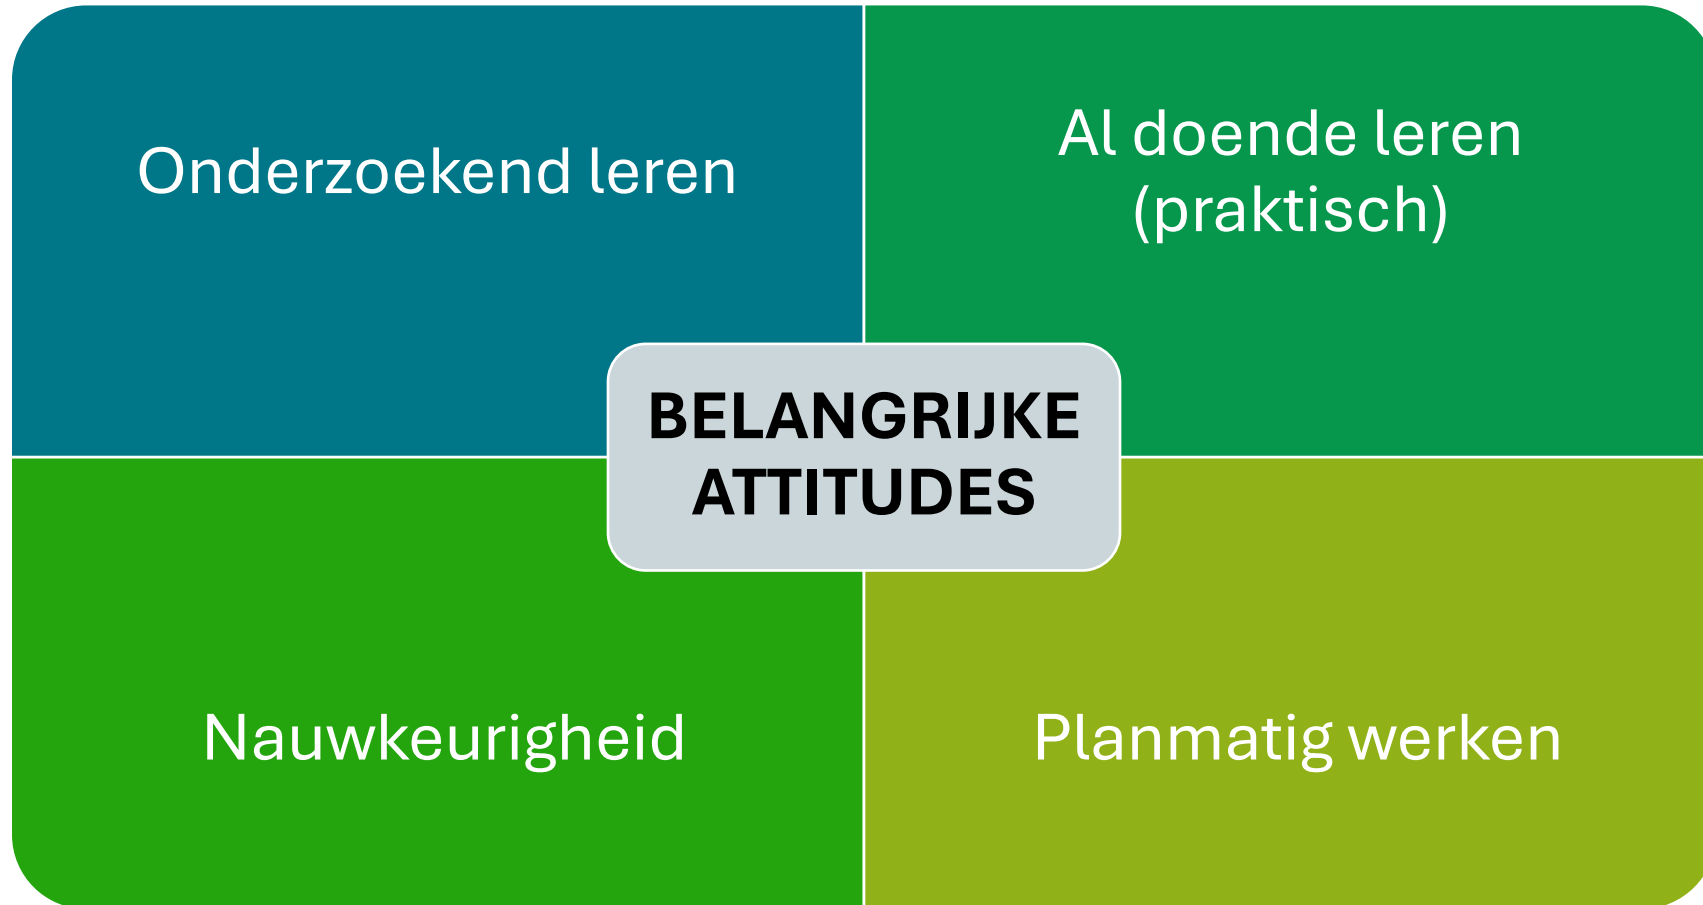 Onderzoekend leren
Al doende leren
(praktisch)
BELANGRIJKE
ATTITUDES
Nauwkeurigheid
Planmatig werken